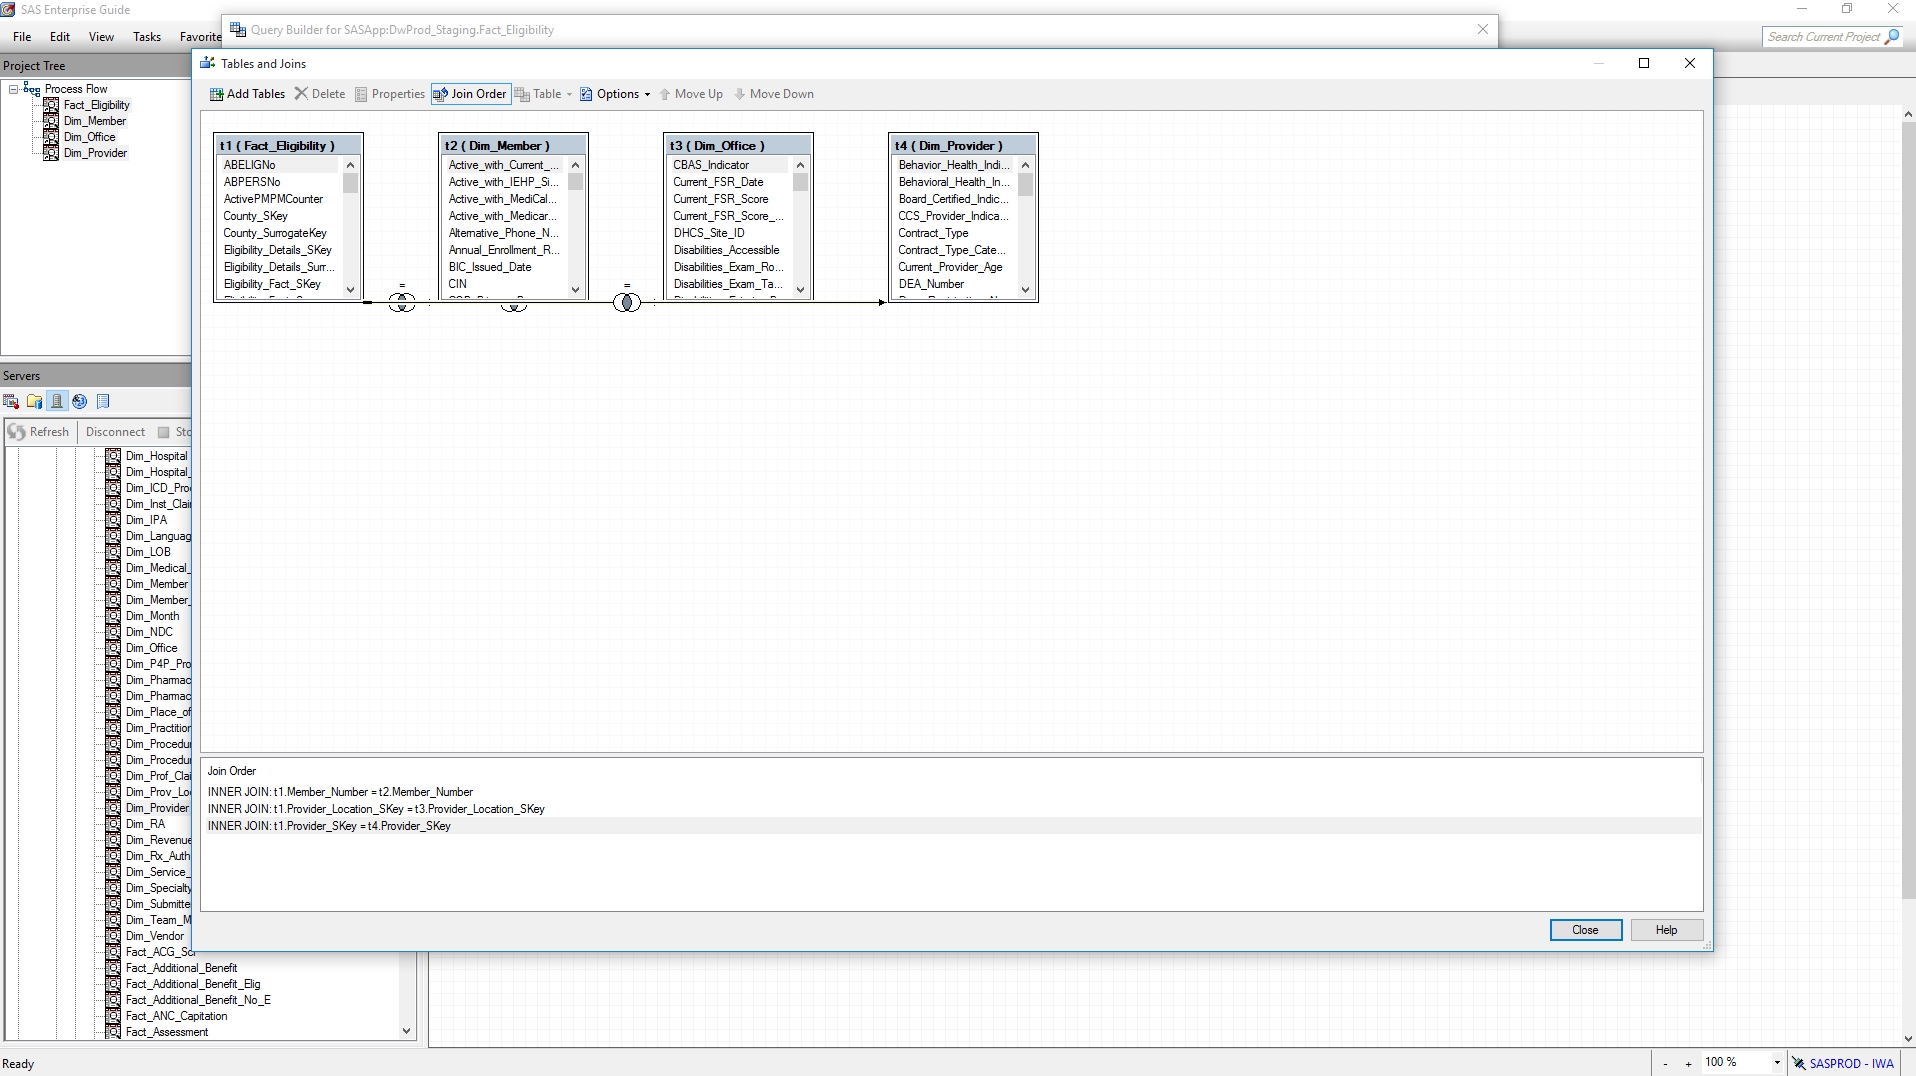 SAS Enterprise Guide
Query Builder for SASApp:DwProd_Staging.Fact_Eligibility
File Edit View Tasks Favorite
Search Current Project
Project Tree
Process Flow
Fact_Eligibility
Dim_Member
Dim_Office
Dim_Provider
Tables and Joins
Add Tables Delete Properties Join Order Table Options Move Up Move Down
t1 ( Fact_Eligibility )
ABELIGNo
ABPERSNo
ActivePMPMCounter
County_SKey
County_SurrogateKey
Eligibility_Details_SKey
Eligibility_Details_Surr...
Eligibility_Fact_SKey
t2 ( Dim_Member )
Active_with_Current_...
Active_with_IEHP_Si...
Active_with_MediCal...
Active_with_Medicar...
Alternative_Phone_N...
Annual_Enrollment_R...
BIC_Issued_Date
CIN
t3 ( Dim_Office )
CBAS_Indicator
Current_FSR_Date
Current_FSR_Score
Current_FSR_Score_...
DHCS_Site_ID
Disabilities_Accessible
Disabilities_Exam_Ro...
Disabilities_Exam_Ta...
t4 ( Dim_Provider )
Behavior_Health_Indi...
Behavioral_Health_In...
Board_Certified_Indic...
CCS_Provider_Indica...
Contract_Type
Contract_Type_Cate...
Current_Provider_Age
DEA_Number
=
=
Join Order
INNER JOIN: t1.Member_Number = t2.Member_Number
INNER JOIN: t1.Provider_Location_SKey = t3.Provider_Location_SKey
INNER JOIN: t1.Provider_SKey = t4.Provider_SKey
Close Help
Servers
Refresh Disconnect Sto
Dim_Hospital
Dim_Hospital_
Dim_ICD_Pro
Dim_Inst_Clai
Dim_IPA
Dim_Languag
Dim_LOB
Dim_Medical_
Dim_Member
Dim_Member_
Dim_Month
Dim_NDC
Dim_Office
Dim_P4P_Pro
Dim_Pharmac
Dim_Pharmac
Dim_Place_of
Dim_Practition
Dim_Procedu
Dim_Procedu
Dim_Prof_Clai
Dim_Prov_Lo
Dim_Provider
Dim_RA
Dim_Revenue
Dim_Rx_Auth
Dim_Service_
Dim_Specialty
Dim_Submitte
Dim_Team_M
Dim_Vendor
Fact_ACG_Sc
Fact_Additional_Benefit
Fact_Additional_Benefit_Elig
Fact_Additional_Benefit_No_E
Fact_ANC_Capitation
Fact_Assessment
Ready
- + 100 % SASPROD - IWA